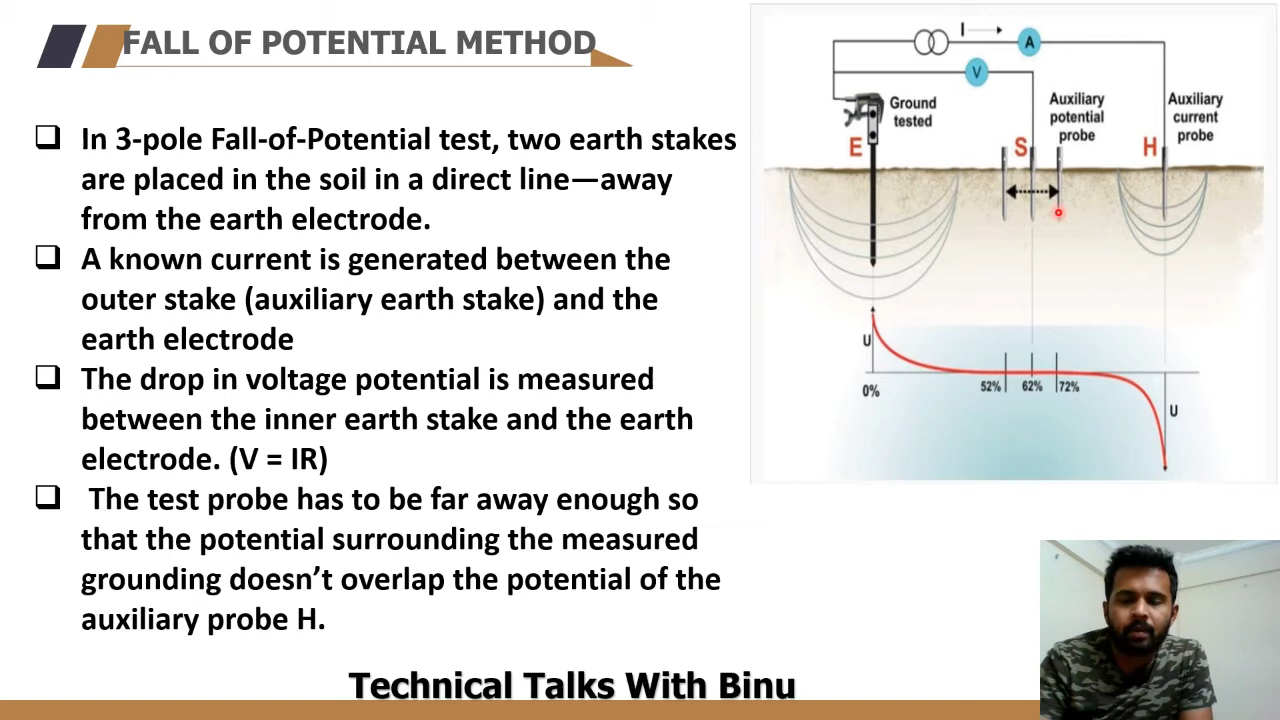 FALL OF POTENTIAL METHOD
❑ In 3-pole Fall-of-Potential test, two earth stakes
are placed in the soil in a direct line—away
from the earth electrode.
❑ A known current is generated between the
outer stake (auxiliary earth stake) and the
earth electrode
❑ The drop in voltage potential is measured
between the inner earth stake and the earth
electrode. (V = IR)
❑ The test probe has to be far away enough so
that the potential surrounding the measured
grounding doesn’t overlap the potential of the
auxiliary probe H.
I
A
V
Ground
tested
Auxiliary
potential
probe
Auxiliary
current
probe
E
S
H
U
0%
52%
62%
72%
U
Technical Talks With Binu